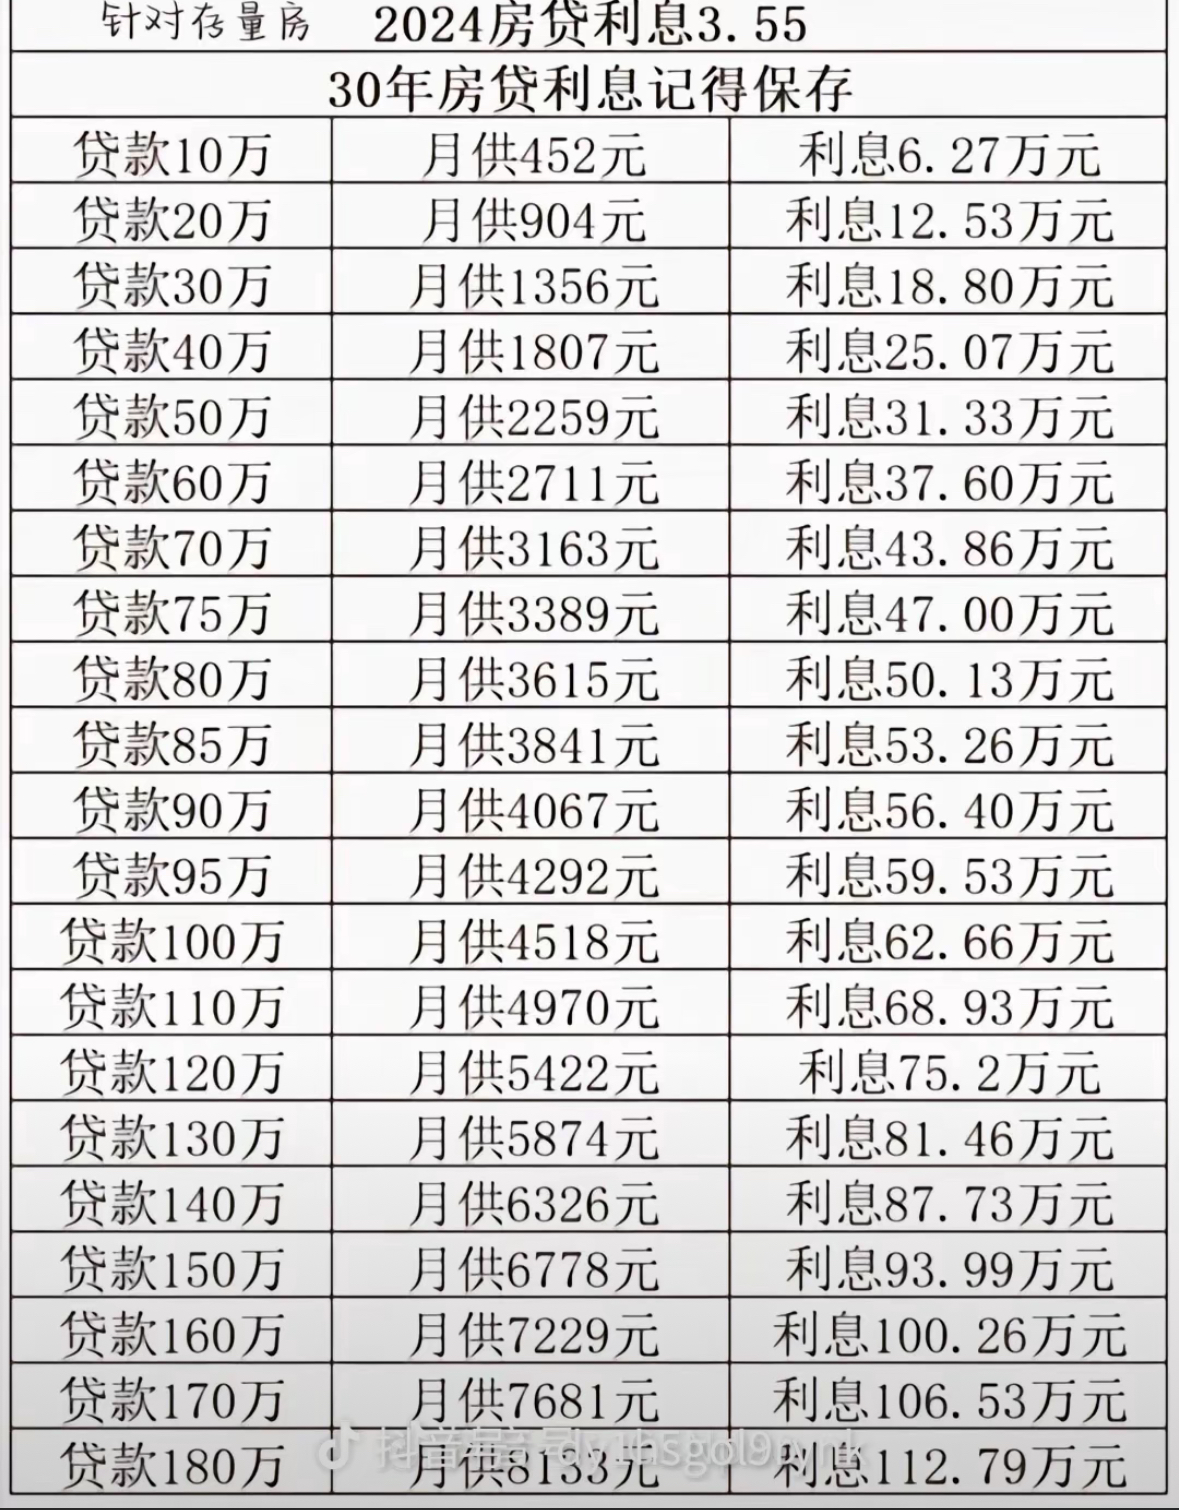 针对存量房 2024房贷利息3.55
30年房贷利息记得保存
贷款10万 月供452元 利息6.27万元
贷款20万 月供904元 利息12.53万元
贷款30万 月供1356元 利息18.80万元
贷款40万 月供1807元 利息25.07万元
贷款50万 月供2259元 利息31.33万元
贷款60万 月供2711元 利息37.60万元
贷款70万 月供3163元 利息43.86万元
贷款75万 月供3389元 利息47.00万元
贷款80万 月供3615元 利息50.13万元
贷款85万 月供3841元 利息53.26万元
贷款90万 月供4067元 利息56.40万元
贷款95万 月供4292元 利息59.53万元
贷款100万 月供4518元 利息62.66万元
贷款110万 月供4970元 利息68.93万元
贷款120万 月供5422元 利息75.2万元
贷款130万 月供5874元 利息81.46万元
贷款140万 月供6326元 利息87.73万元
贷款150万 月供6778元 利息93.99万元
贷款160万 月供7229元 利息100.26万元
贷款170万 月供7681元 利息106.53万元
贷款180万 月供8133元 利息112.79万元